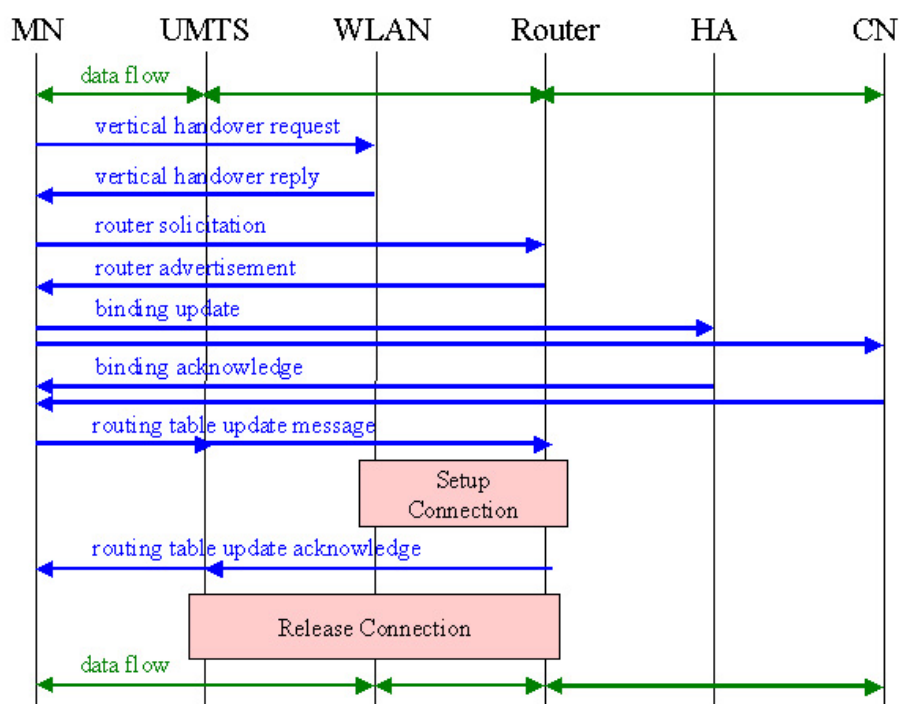 MN UMTS WLAN Router HA CN
data flow
vertical handover request
vertical handover reply
router solicitation
router advertisement
binding update
binding acknowledge
routing table update message
Setup
Connection
routing table update acknowledge
Release Connection
data flow